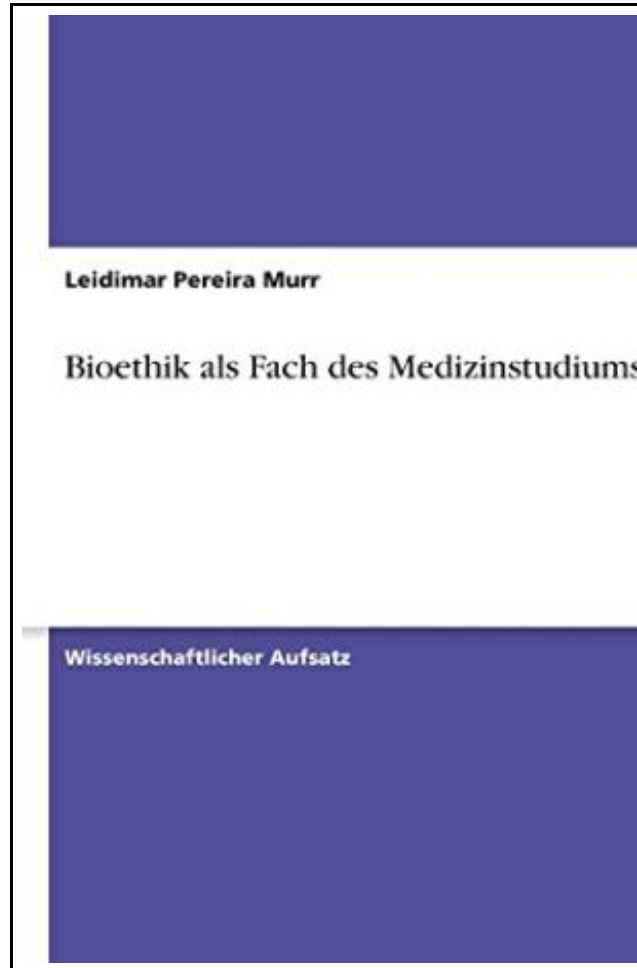 Leidimar Pereira Murr
Bioethik als Fach des Medizinstudiums
Wissenschaftlicher Aufsatz